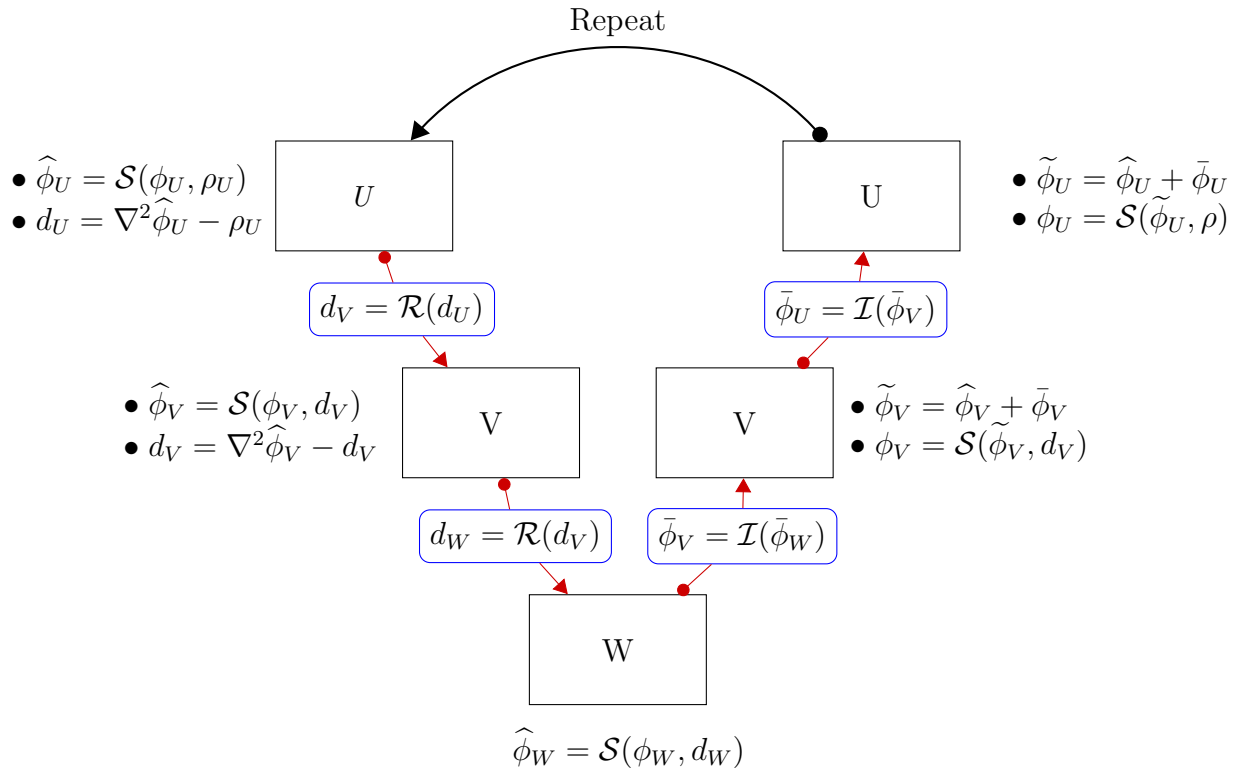 Repeat
• \widehat{\phi}_U = \mathcal{S}(\phi_U, \rho_U)
• d_U = \nabla^2 \widehat{\phi}_U - \rho_U
U
U
• \widetilde{\phi}_U = \widehat{\phi}_U + \bar{\phi}_U
• \phi_U = \mathcal{S}(\widetilde{\phi}_U, \rho)
d_V = \mathcal{R}(d_U)
\bar{\phi}_U = \mathcal{I}(\bar{\phi}_V)
• \widehat{\phi}_V = \mathcal{S}(\phi_V, d_V)
• d_V = \nabla^2 \widehat{\phi}_V - d_V
V
V
• \widetilde{\phi}_V = \widehat{\phi}_V + \bar{\phi}_V
• \phi_V = \mathcal{S}(\widetilde{\phi}_V, d_V)
d_W = \mathcal{R}(d_V)
\bar{\phi}_V = \mathcal{I}(\bar{\phi}_W)
W
\widehat{\phi}_W = \mathcal{S}(\phi_W, d_W)